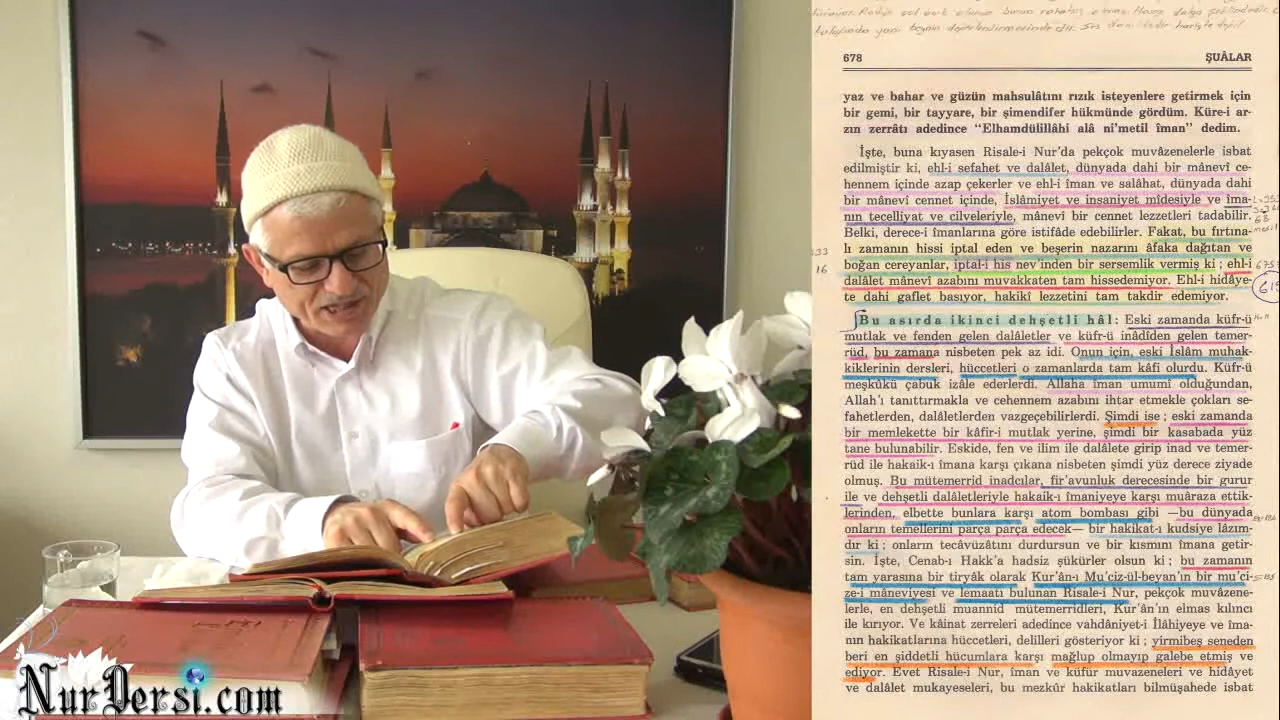 678 ŞUÂLAR
yaz ve bahar ve güzün mahsulâtını rızık isteyenlere getirmek için
bir gemi, bir tayyare, bir şimendifer hükmünde gördüm. Küre-i ar-
zın zerrâtı adedince “Elhamdülillâhi alâ ni’metil îman” dedim.
İşte, buna kıyasen Risale-i Nur’da pekçok muvâzenelerle isbat
edilmiştir ki, ehl-i sefahet ve dalâlet, dünyada dahi bir mânevî ce-
hennem içinde azap çekerler ve ehl-i îman ve salâhat, dünyada dahi
bir mânevî cennet içinde, İslâmiyet ve insaniyet mîdesiyle ve îma-
nın tecelliyat ve cilveleriyle, mânevî bir cennet lezzetleri tadabilir.
Belki, derece-i îmanlarına göre istifade edebilirler. Fakat, bu fırtına-
lı zamanın hissi iptal eden ve beşerin nazarını âfaka dağıtan ve
boğan cereyanlar, iptal-i his nev’inden bir sersemlik vermiş ki ; ehl-i
dalâlet mânevî azabını muvakkaten tam hissedemiyor. Ehl-i hidâye-
te dahi gaflet basıyor, hakikî lezzetini tam takdir edemiyor.
Bu asırda ikinci dehşetli hâl: Eski zamanda küfr-ü
mutlak ve fenden gelen dalâletler ve küfr-ü inâdîden gelen temer-
rüd, bu zamana nisbeten pek az idi. Onun için, eski İslâm muhak-
kiklerinin dersleri, hüccetleri o zamanlarda tam kâfi olurdu. Küfr-ü
meşkûkü çabuk izâle ederlerdi. Allaha îman umumî olduğundan,
Allah’ı tanıttırmakla ve cehennem azabını ihtar etmekle çokları se-
fahetlerden, dalâletlerden vazgeçebilirlerdi. Şimdi ise ; eski zamanda
bir memlekette bir kâfir-i mutlak yerine, şimdi bir kasabada yüz
tane bulunabilir. Eskide, fen ve ilim ile dalâlete girip inad ve temer-
rüd ile hakaik-ı îmana karşı çıkana nisbeten şimdi yüz derece ziyade
olmuş. Bu mütemerrid inadcılar, fir’avunluk derecesinde bir gurur
ile ve dehşetli dalâletleriyle hakaik-ı îmaniyeye karşı muâraza ettik-
lerinden, elbette bunlara karşı atom bombası gibi —bu dünyada
onların temellerini parça parça edecek— bir hakikat-ı kudsiye lâzım-
dır ki ; onların tecâvüzâtını durdursun ve bir kısmını îmana getir-
sin. İşte, Cenab-ı Hakk’a hadsiz şükürler olsun ki ; bu zamanın
tam yarasına bir tiryâk olarak Kur’ân-ı Mu’ciz-ül-beyan’ın bir mu’ci-
ze-i mâneviyesi ve lemaatı bulunan Risale-i Nur, pekçok muvâzene-
lerle, en dehşetli muannid mütemerridleri, Kur’ân’ın elmas kılıncı
ile kırıyor. Ve kâinat zerreleri adedince vahdâniyet-i İlâhiyeye ve îma-
nın hakikatlarına hüccetleri, delilleri gösteriyor ki ; yirmibeş seneden
beri en şiddetli hücumlara karşı mağlup olmayıp galebe etmiş ve
ediyor. Evet Risale-i Nur, îman ve küfür muvazeneleri ve hidâyet
ve dalâlet mukayeseleri, bu mezkûr hakikatları bilmüşahede isbat
NurDersi.com